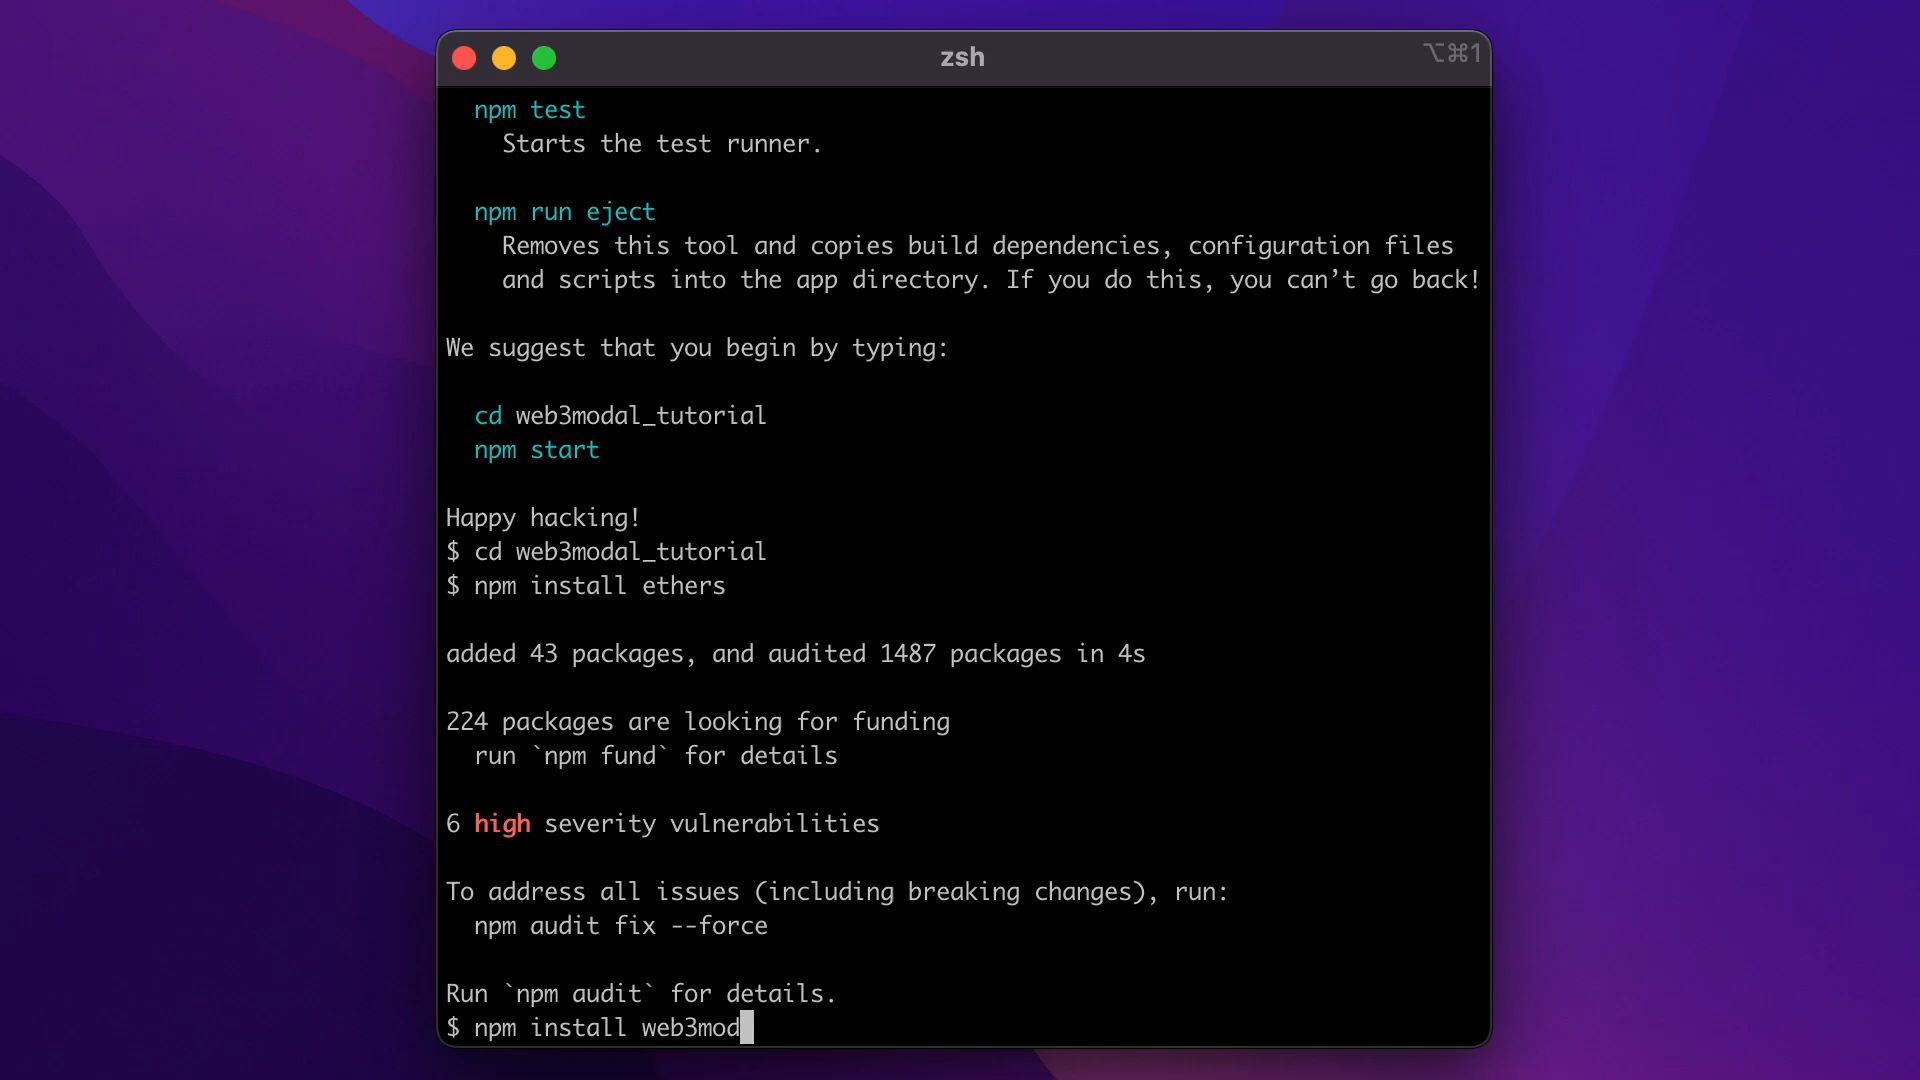 zsh
⌥⌘1
npm test
Starts the test runner.
npm run eject
Removes this tool and copies build dependencies, configuration files
and scripts into the app directory. If you do this, you can’t go back!
We suggest that you begin by typing:
cd web3modal_tutorial
npm start
Happy hacking!
$ cd web3modal_tutorial
$ npm install ethers
added 43 packages, and audited 1487 packages in 4s
224 packages are looking for funding
run `npm fund` for details
6 high severity vulnerabilities
To address all issues (including breaking changes), run:
npm audit fix --force
Run `npm audit` for details.
$ npm install web3mod